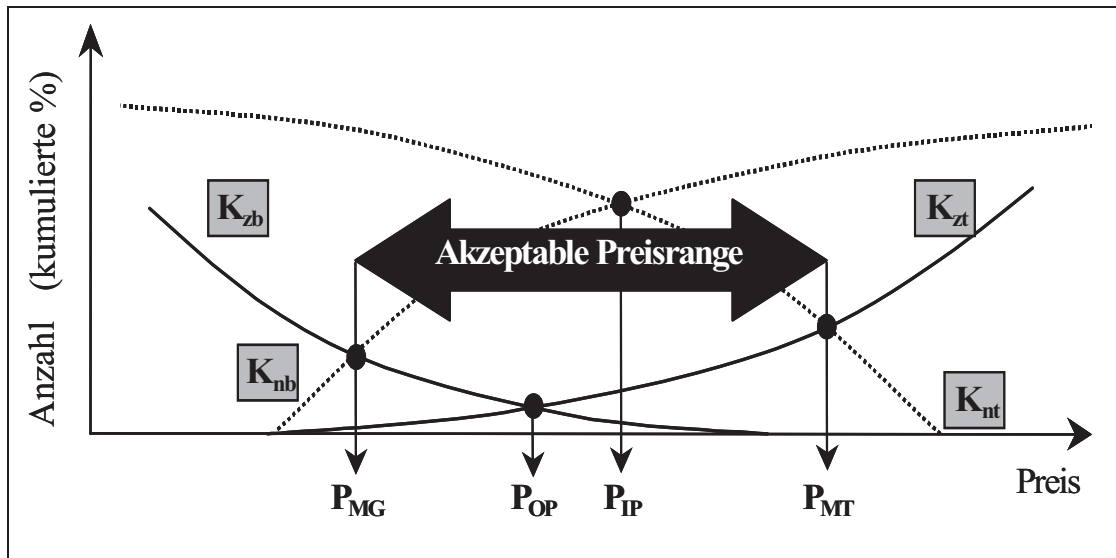 Anzahl (kumulierte %)
K_zb
K_zt
Akzeptable Preisrange
K_nb
K_nt
P_MG
P_OP
P_IP
P_MT
Preis